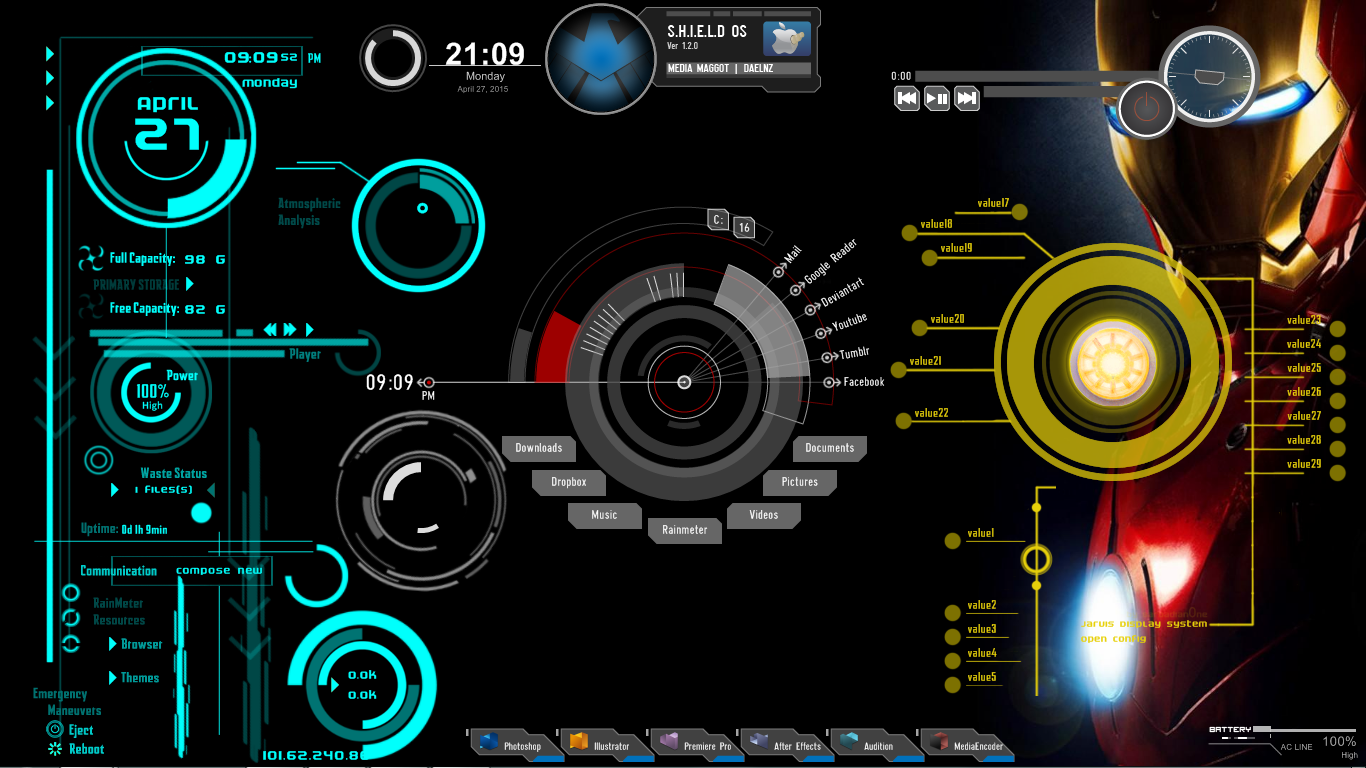 09:09 52 PM
monday
April
27
Atmospheric
Analysis
Full Capacity: 98 G
PRIMARY STORAGE
Free Capacity: 82 G
Player
Power
100%
High
Waste Status
1 Files(s)
Uptime: 0d 1h 9min
Communication
compose new
RainMeter
Resources
Browser
Themes
Emergency
Maneuvers
Eject
Reboot
0.0k
0.0k
21:09
Monday
April 27, 2015
S.H.I.E.L.D OS
Ver 1.2.0
MEDIA MAGGOT | DAELNZ
0:00
C:
16
Mail
Google Reader
Deviantart
Youtube
Tumblr
Facebook
09:09
PM
Downloads
Dropbox
Music
Rainmeter
Videos
Pictures
Documents
value17
value18
value19
value20
value21
value22
value23
value24
value25
value26
value27
value28
value29
value1
value2
value3
value4
value5
Jarvis Display system
open config
Photoshop
Illustrator
Premiere Pro
After Effects
Audition
MediaEncoder
BATTERY
AC LINE
100%
High